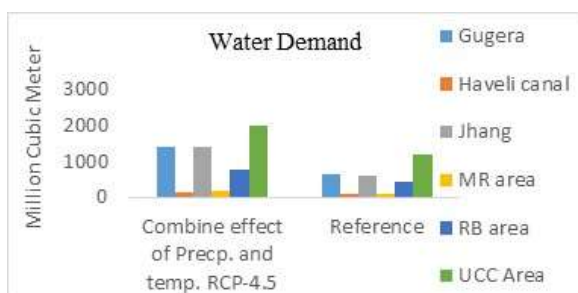 Water Demand
Million Cubic Meter
3000
2000
1000
0
Combine effect
of Precp. and
temp. RCP-4.5
Reference
Gugera
Haveli canal
Jhang
MR area
RB area
UCC Area